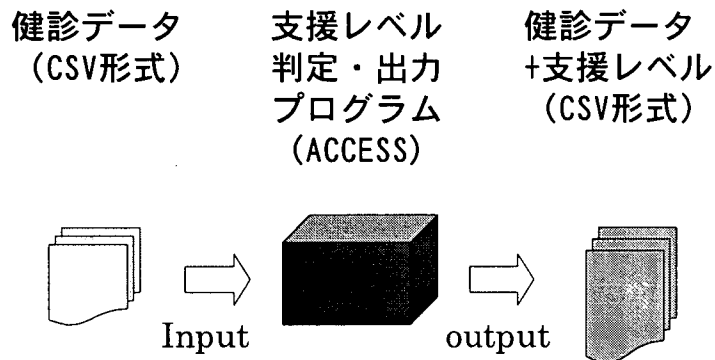 健診データ
(CSV形式)
支援レベル
判定・出力
プログラム
(ACCESS)
健診データ
+支援レベル
(CSV形式)
Input
output